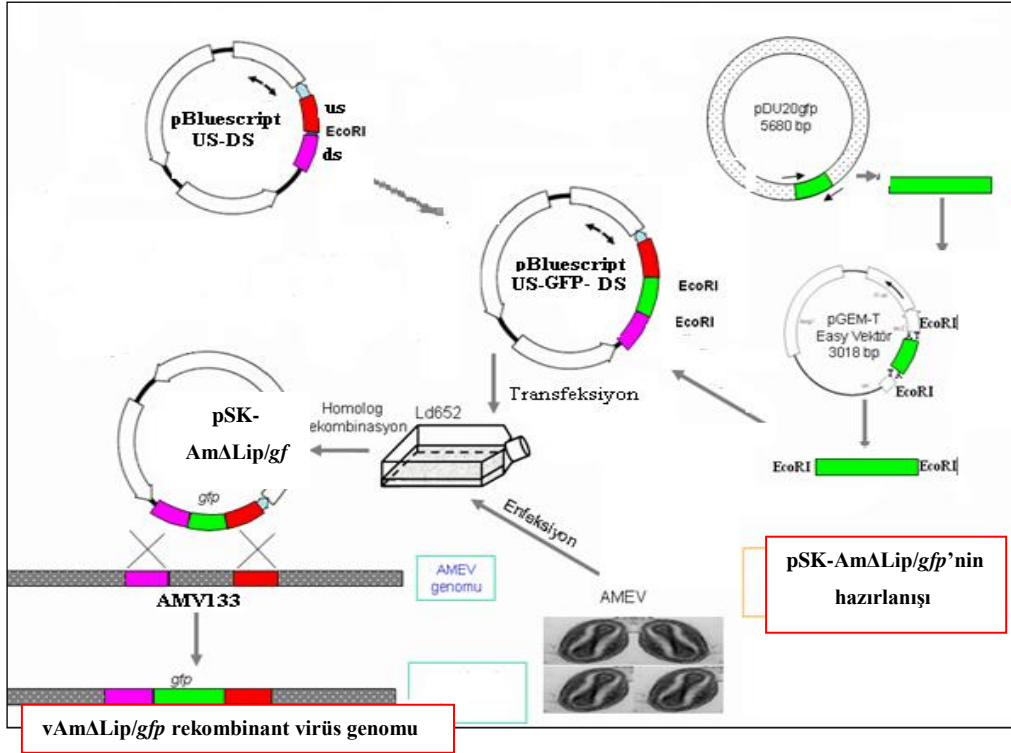 pBluescript
US-DS
us
EcoRI
ds
pDU20gfp
5680 bp
pBluescript
US-GFP- DS
EcoRI
EcoRI
pGEM-T
Easy Vektör
3018 bp
EcoRI
EcoRI
EcoRI
EcoRI
Transfeksiyon
Ld652
Homolog
rekombinasyon
pSK-
AmΔLip/gf
gfp
Enfeksiyon
AMEV
genomu
AMV133
AMEV
pSK-AmΔLip/gfp’nin
hazırlanışı
gfp
vAmΔLip/gfp rekombinant virüs genomu